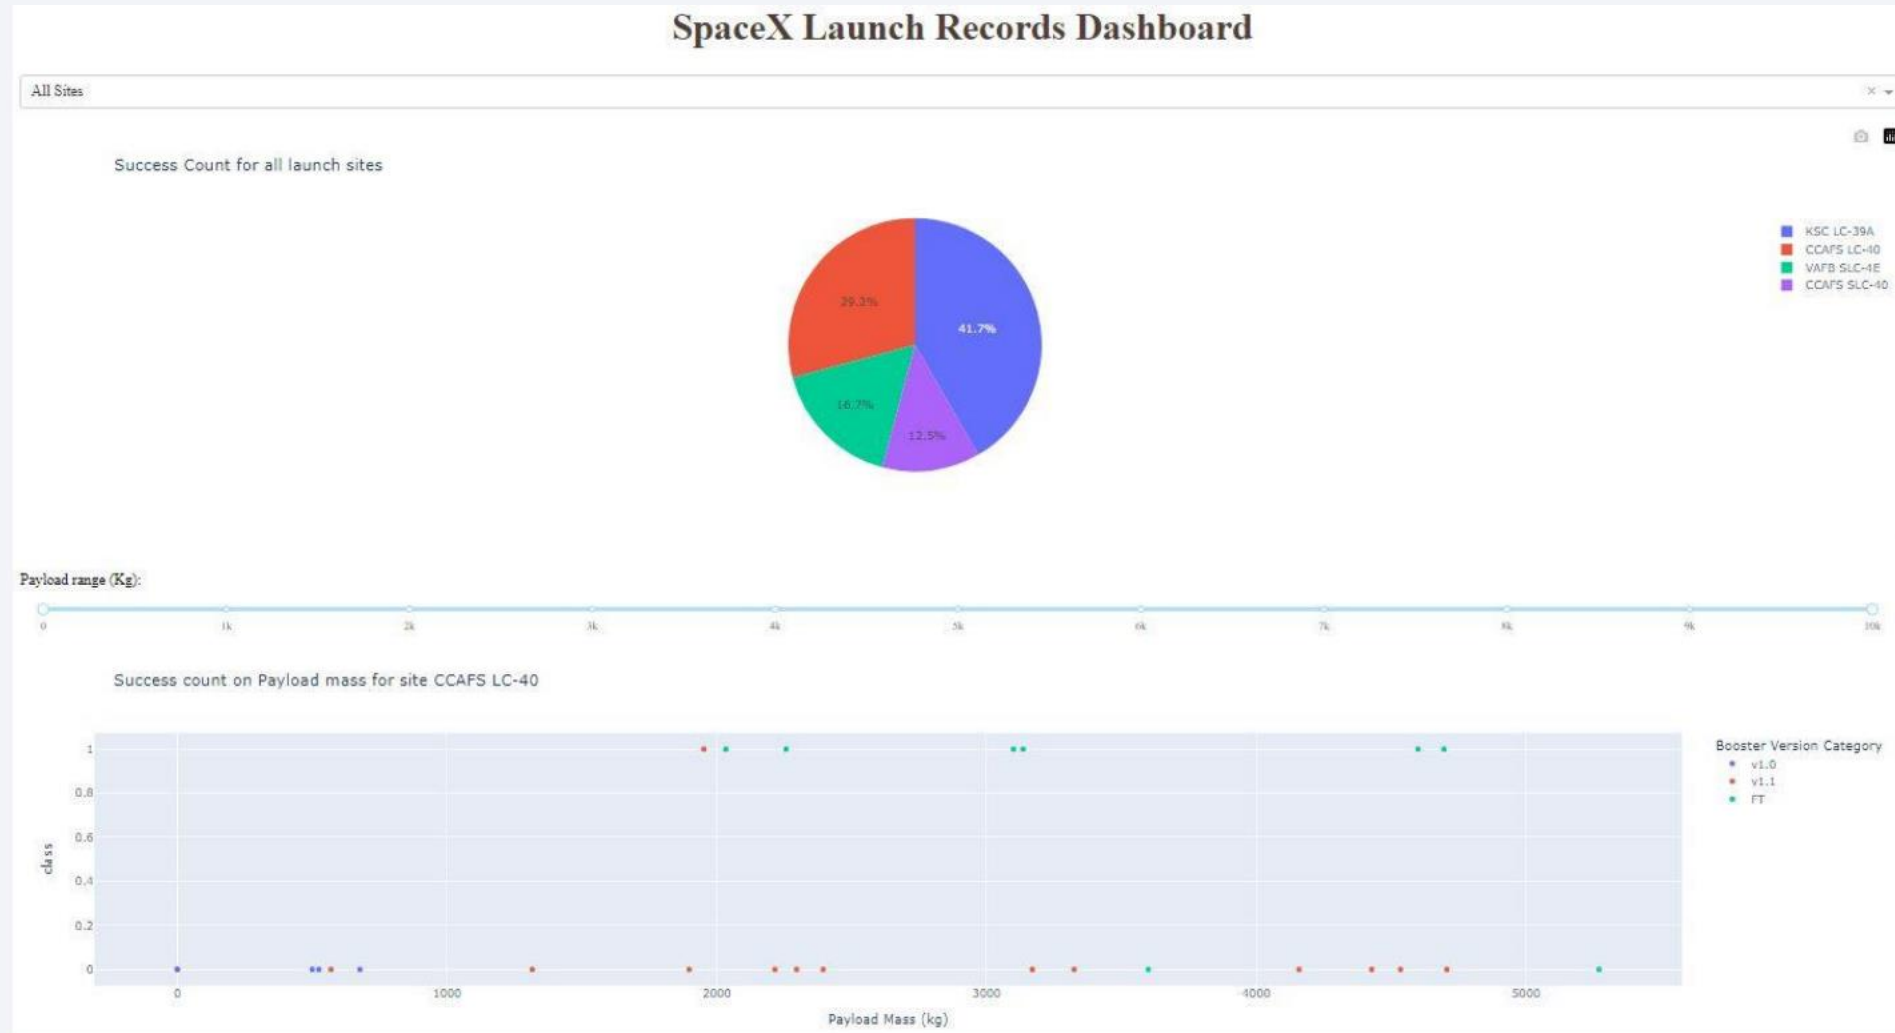 SpaceX Launch Records Dashboard
All Sites
Success Count for all launch sites
KSC LC-39A
CCAFS LC-40
VAFB SLC-4E
CCAFS SLC-40
29.2%
41.7%
16.7%
12.5%
Payload range (Kg):
0 1k 2k 3k 4k 5k 6k 7k 8k 9k 10k
Success count on Payload mass for site CCAFS LC-40
Booster Version Category
v1.0
v1.1
FT
1
0.8
0.6
0.4
0.2
0
class
0 1000 2000 3000 4000 5000
Payload Mass (kg)